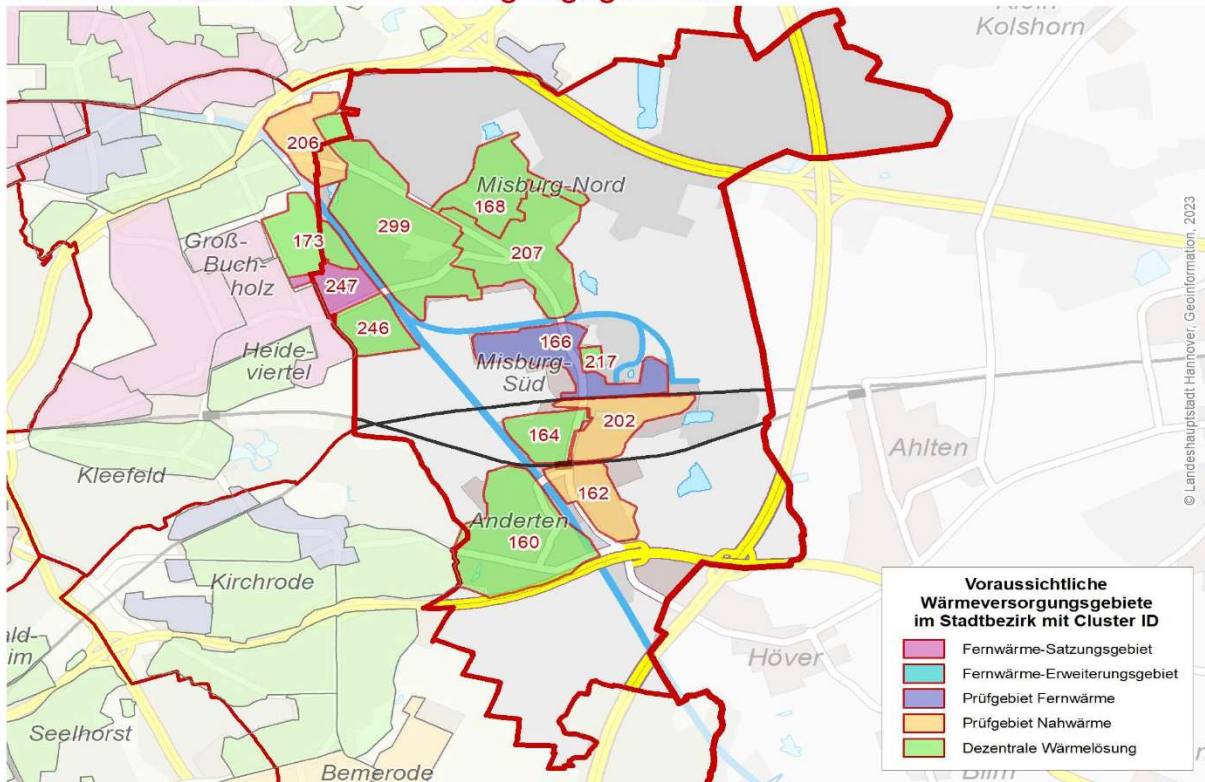 Klein
Kolshorn
206
Misburg-Nord
168
299
173
207
Groß-
Buch-
holz
247
246
166
Heide-
viertel
Misburg-
Süd
217
202
164
Ahlten
Kleefeld
162
Anderten
160
Kirchrode
Höver
Seelhorst
Bemerode
Voraussichtliche
Wärmeversorgungsgebiete
im Stadtbezirk mit Cluster ID
Fernwärme-Satzungsgebiet
Fernwärme-Erweiterungsgebiet
Prüfgebiet Fernwärme
Prüfgebiet Nahwärme
Dezentrale Wärmelösung
© Landeshauptstadt Hannover, Geoinformation, 2023